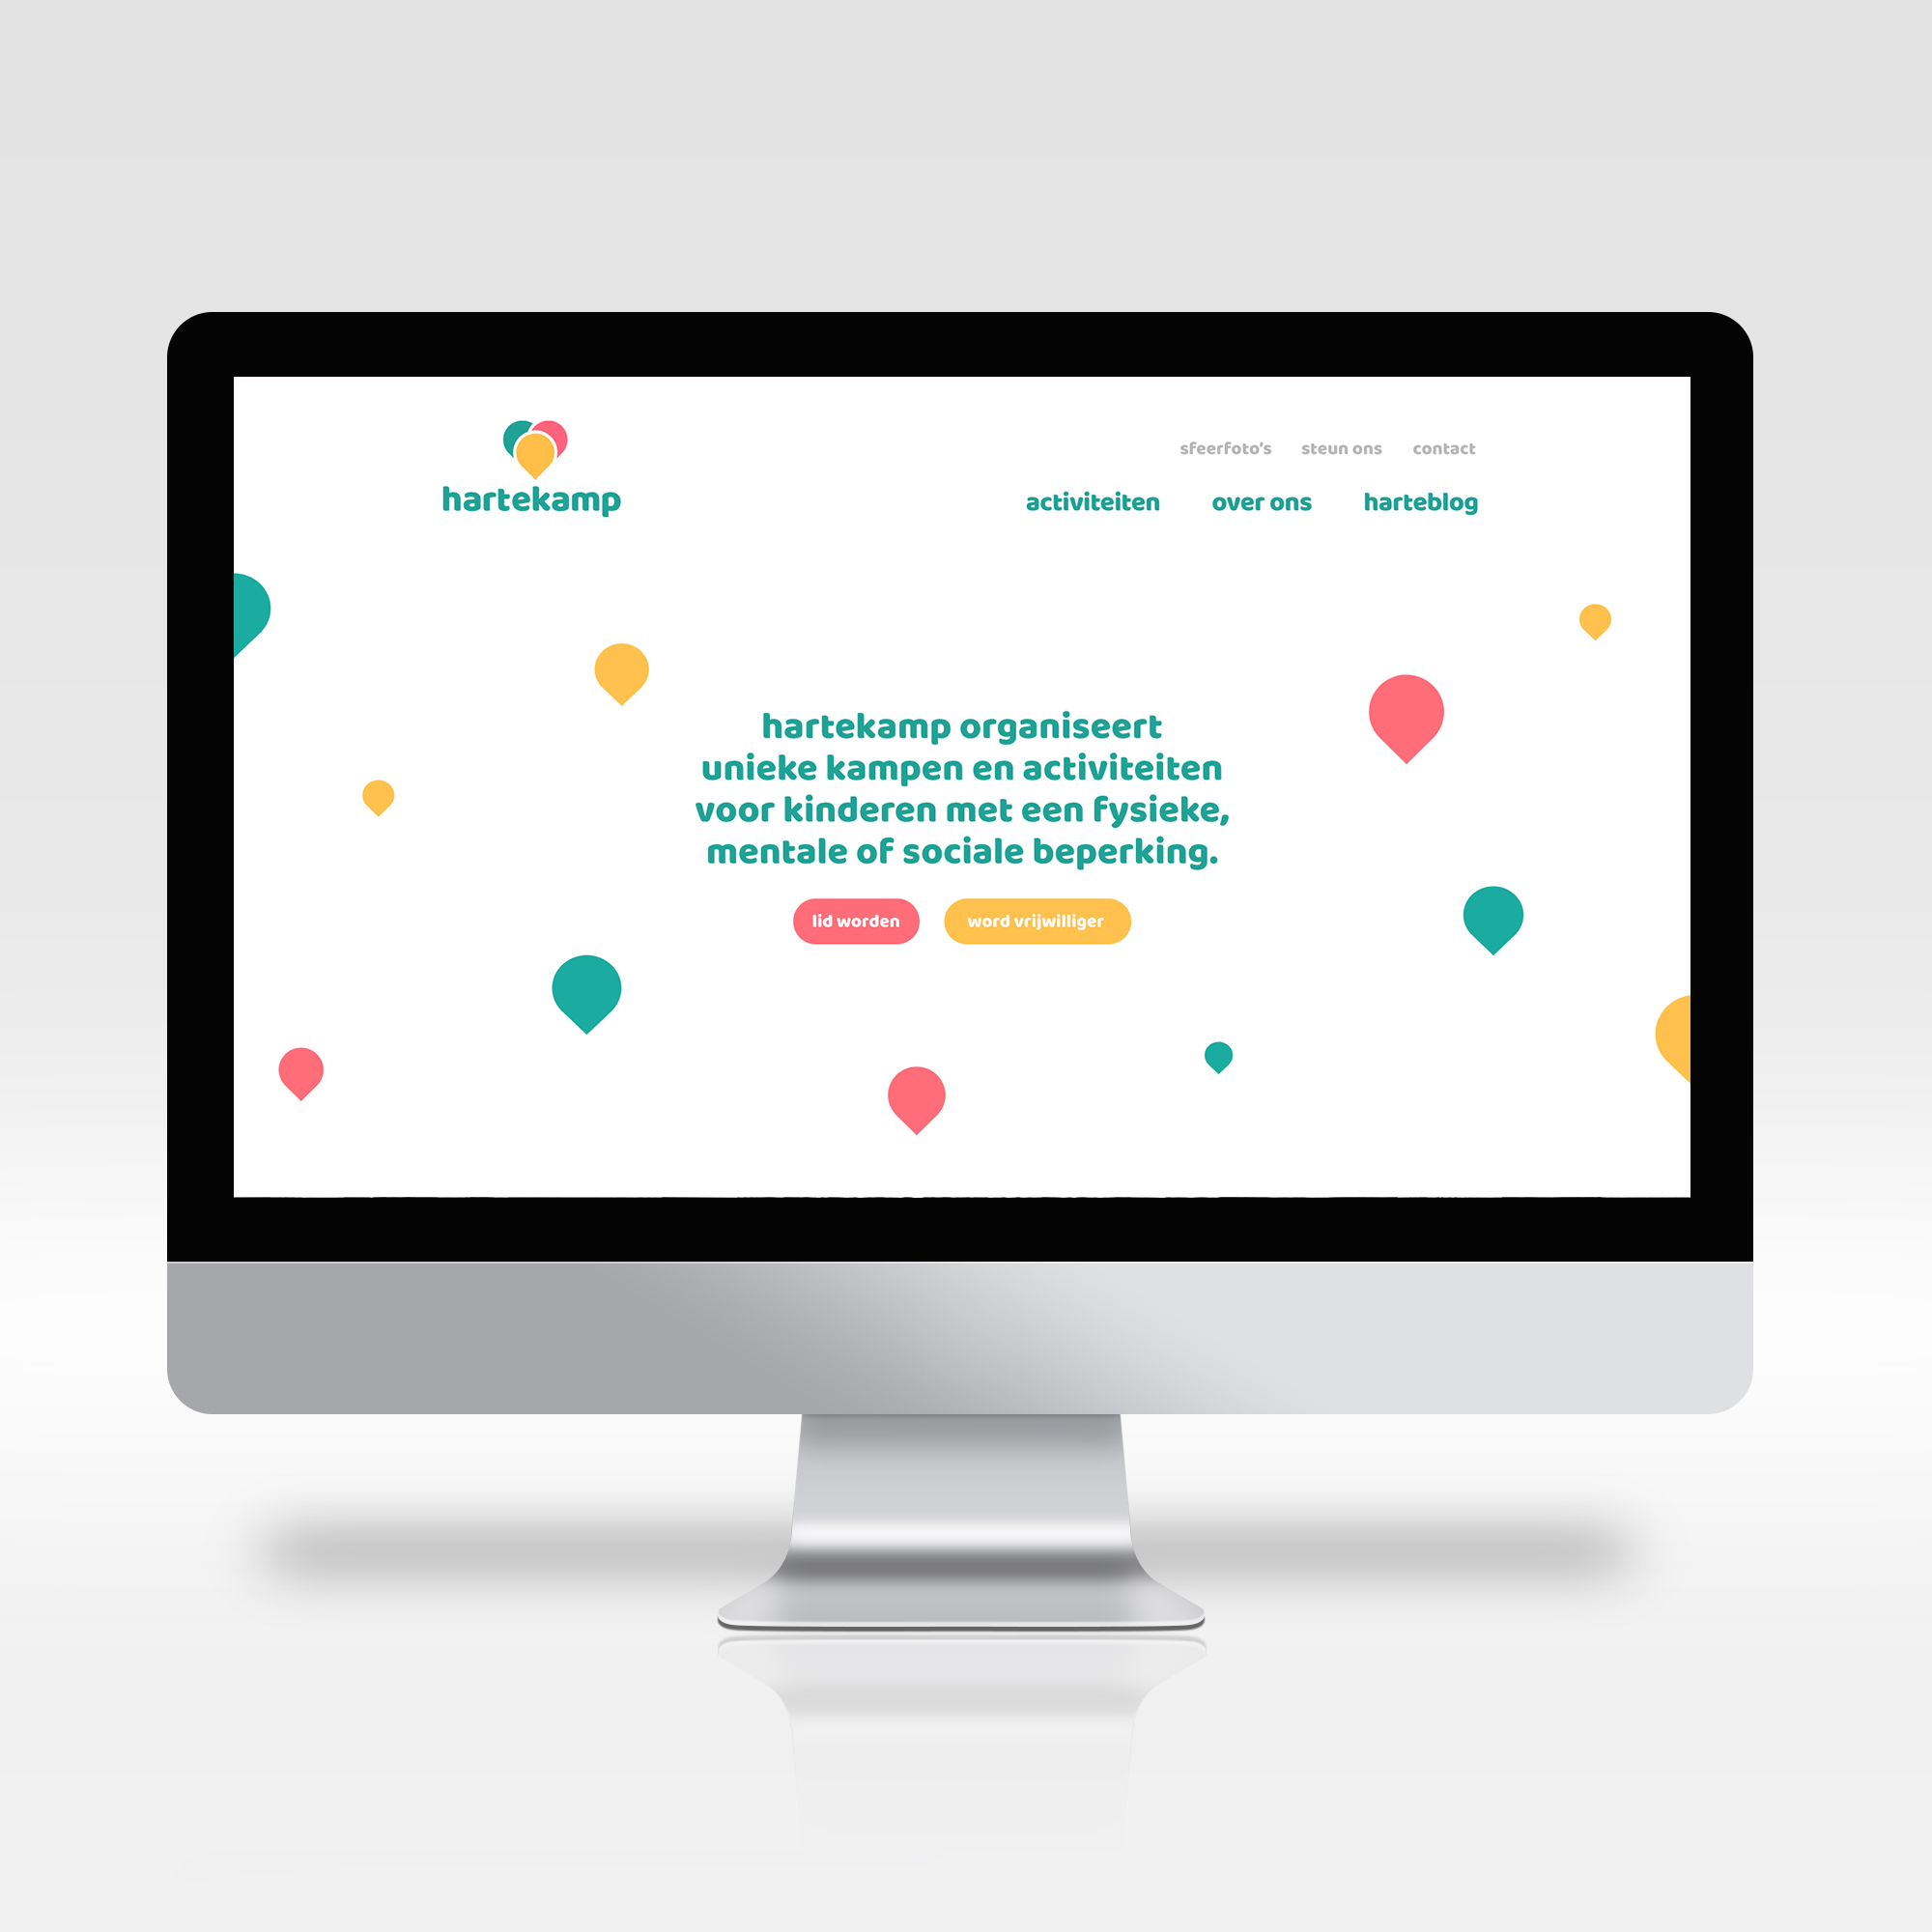 hartekamp
sfeerfoto's steun ons contact
activiteiten over ons harteblog
hartekamp organiseert
unieke kampen en activiteiten
voor kinderen met een fysieke,
mentale of sociale beperking.
lid worden word vrijwilliger